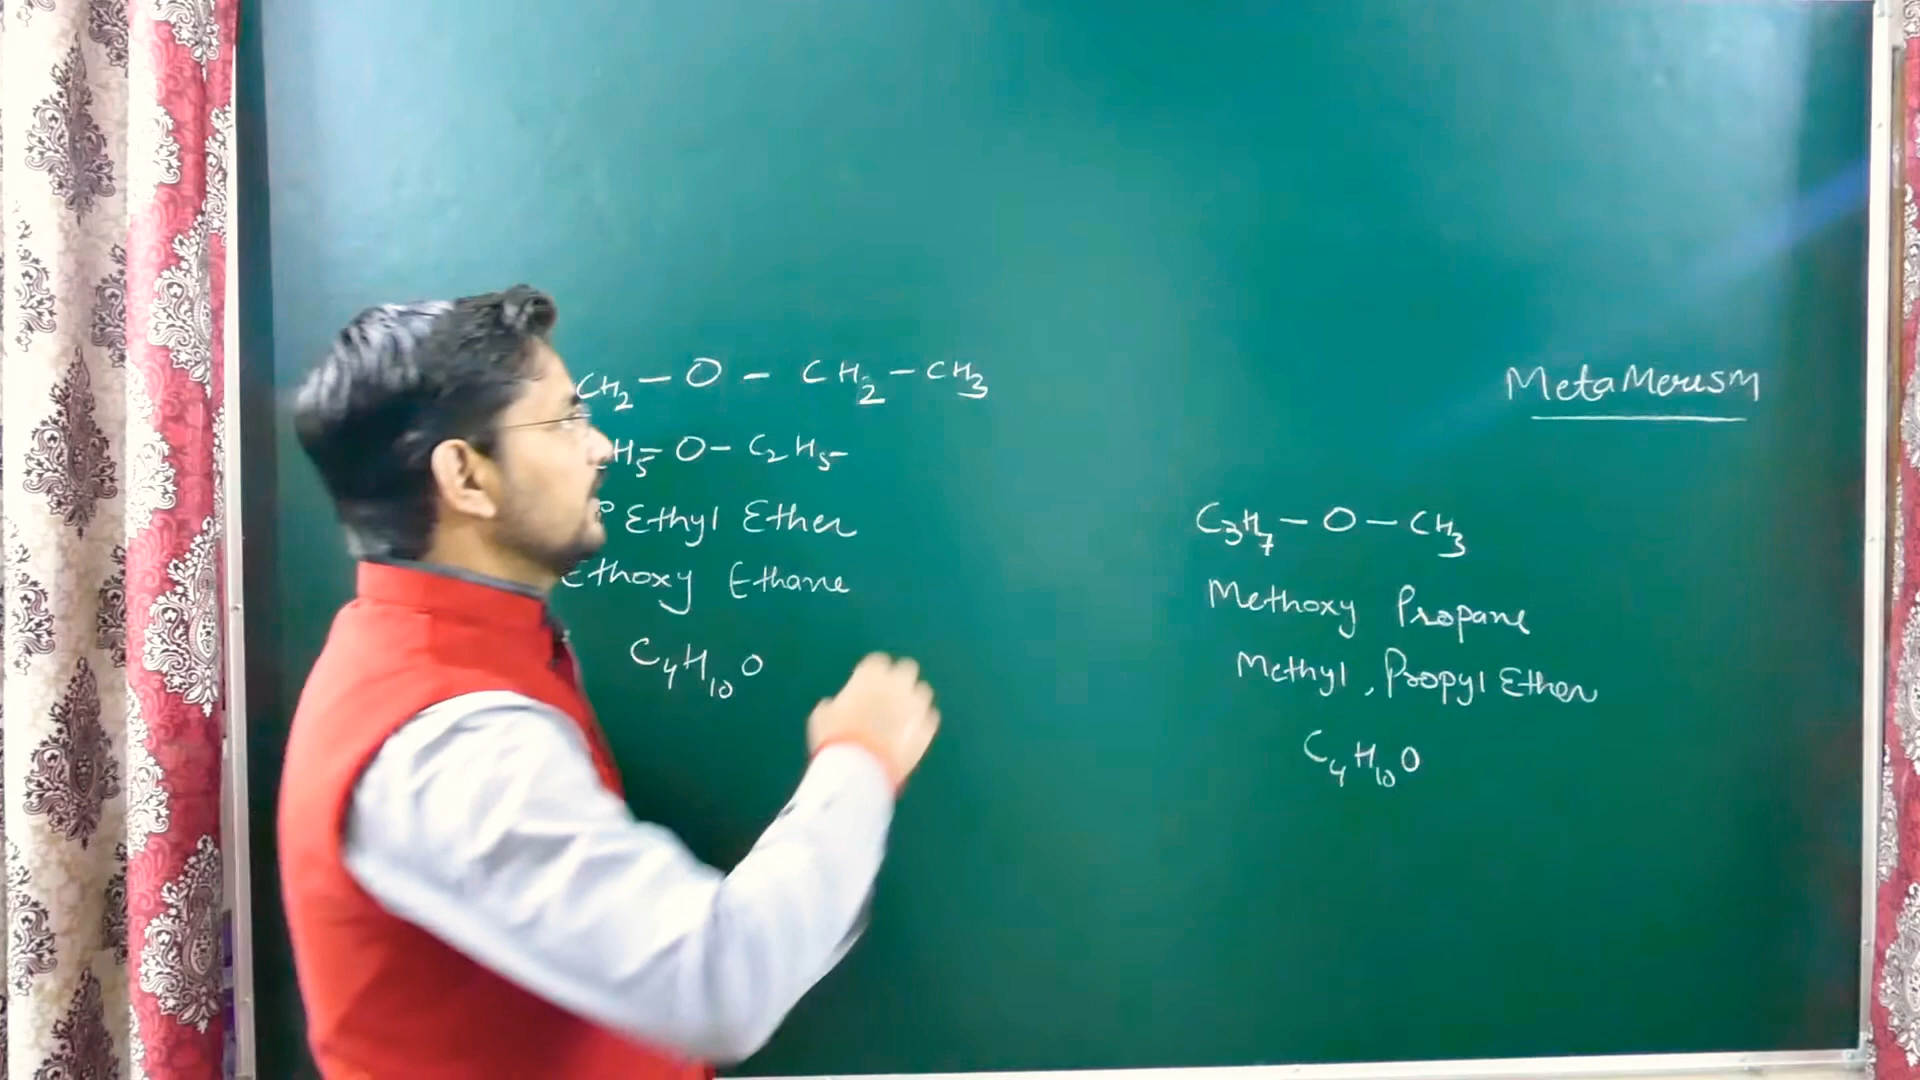 CH₂ – O – CH₂ – CH₃
H₅ – O – C₂H₅ –
Ethyl Ether
Ethoxy Ethane
C₄H₁₀O
MetaMerism
C₃H₇ – O – CH₃
Methoxy Propane
Methyl, Propyl Ether
C₄H₁₀O